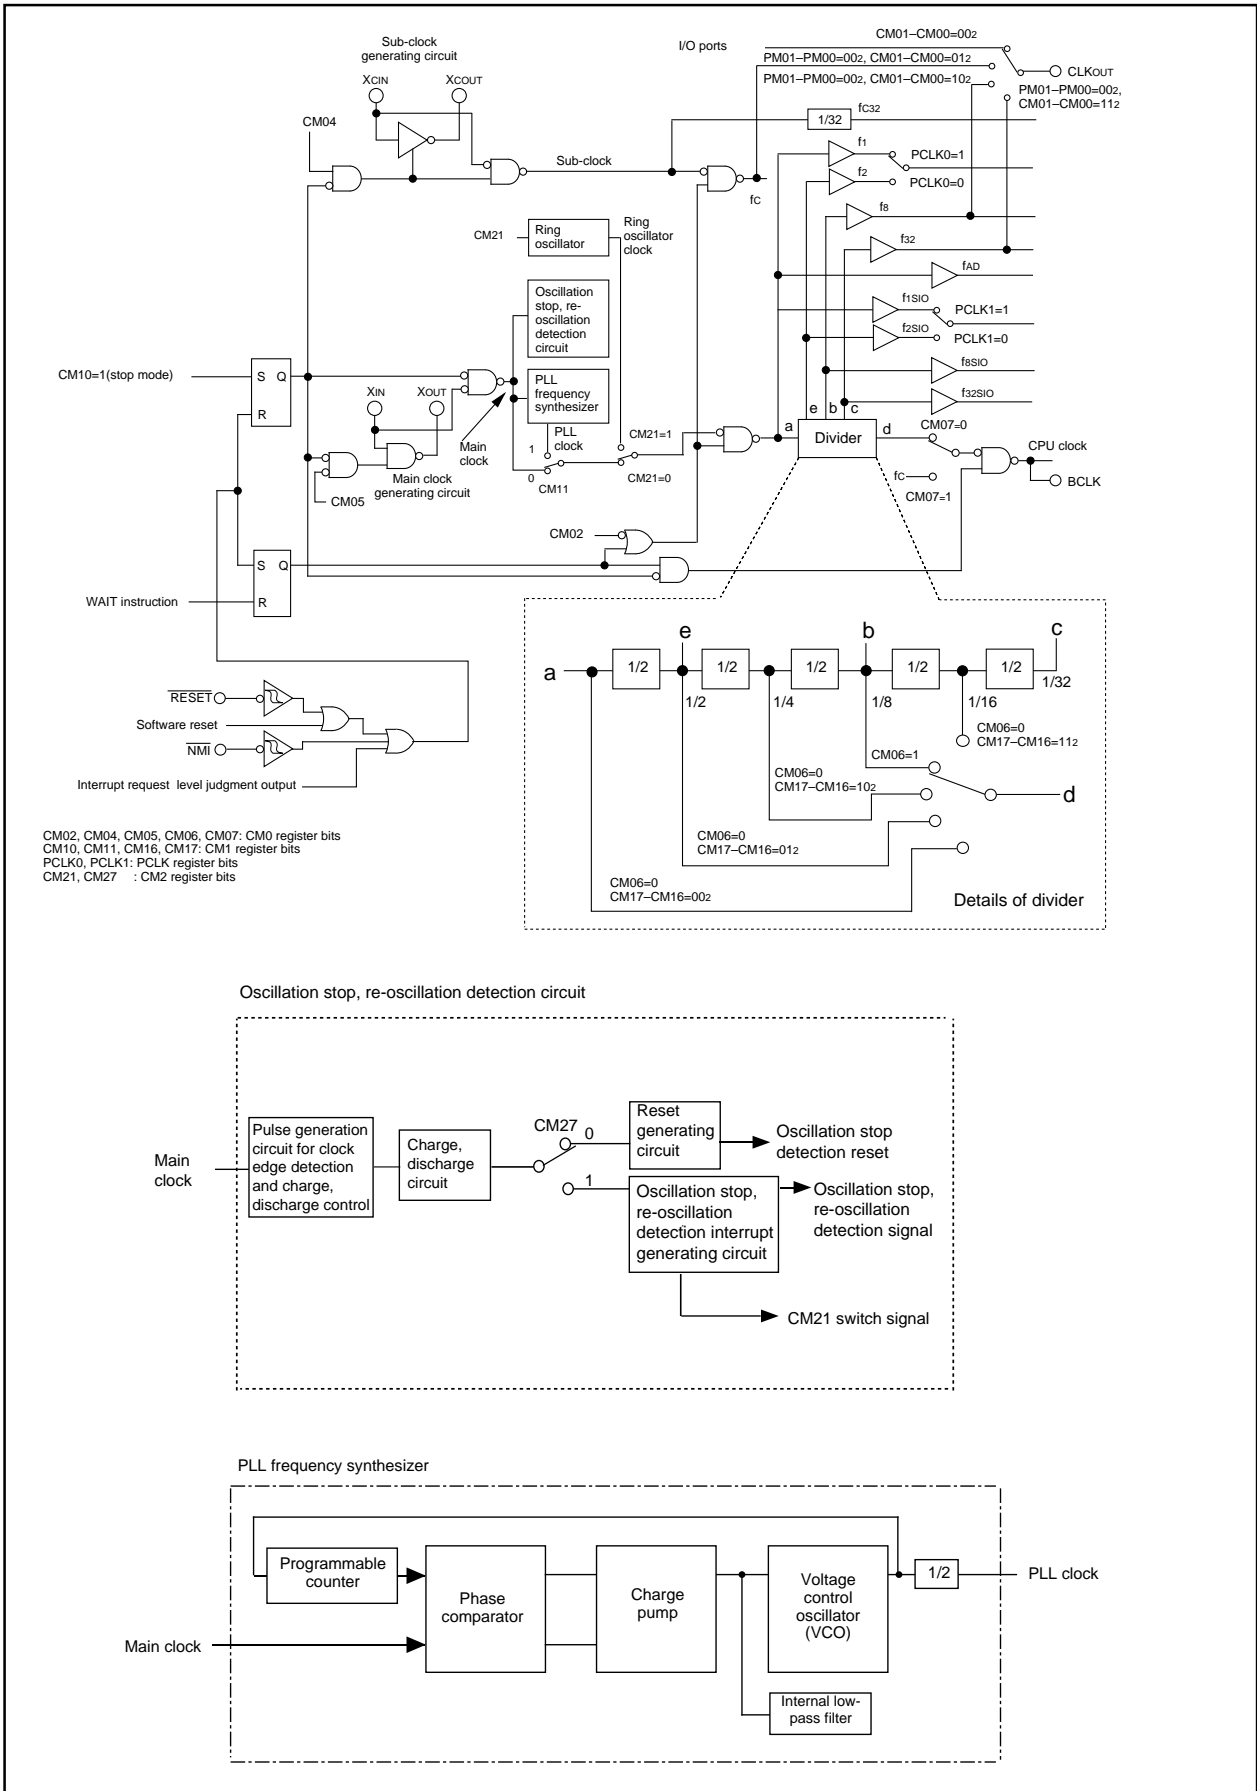 Sub-clock
generating circuit
XCIN XCOUT
CM04
Sub-clock
I/O ports
CM01–CM00=002
PM01–PM00=002, CM01–CM00=012
PM01–PM00=002, CM01–CM00=102
CLKOUT
PM01–PM00=002,
CM01–CM00=112
1/32
fC32
f1
PCLK0=1
f2
PCLK0=0
fC
f8
f32
fAD
f1SIO
PCLK1=1
f2SIO
PCLK1=0
f8SIO
f32SIO
CM21
Ring
oscillator
Ring
oscillator
clock
Oscillation
stop, re-
oscillation
detection
circuit
CM10=1(stop mode)
S Q
R
XIN XOUT
PLL
frequency
synthesizer
Main
clock
1
PLL
clock
CM21=1
0
CM11
CM21=0
Main clock
generating circuit
CM05
e b c
a
Divider
d
CM07=0
CPU clock
fC
CM07=1
BCLK
CM02
S Q
R
WAIT instruction
RESET
Software reset
NMI
Interrupt request level judgment output
CM02, CM04, CM05, CM06, CM07: CM0 register bits
CM10, CM11, CM16, CM17: CM1 register bits
PCLK0, PCLK1: PCLK register bits
CM21, CM27 : CM2 register bits
e b c
a
1/2 1/2 1/2 1/2 1/2
1/2 1/4 1/8 1/16 1/32
CM06=0
CM17–CM16=112
CM06=1
CM06=0
CM17–CM16=102
d
CM06=0
CM17–CM16=012
CM06=0
CM17–CM16=002
Details of divider
Oscillation stop, re-oscillation detection circuit
Main
clock
Pulse generation
circuit for clock
edge detection
and charge,
discharge control
Charge,
discharge
circuit
CM27
0
1
Reset
generating
circuit
Oscillation stop
detection reset
Oscillation stop,
re-oscillation
detection interrupt
generating circuit
Oscillation stop,
re-oscillation
detection signal
CM21 switch signal
PLL frequency synthesizer
Programmable
counter
Main clock
Phase
comparator
Charge
pump
Voltage
control
oscillator
(VCO)
1/2
PLL clock
Internal low-
pass filter